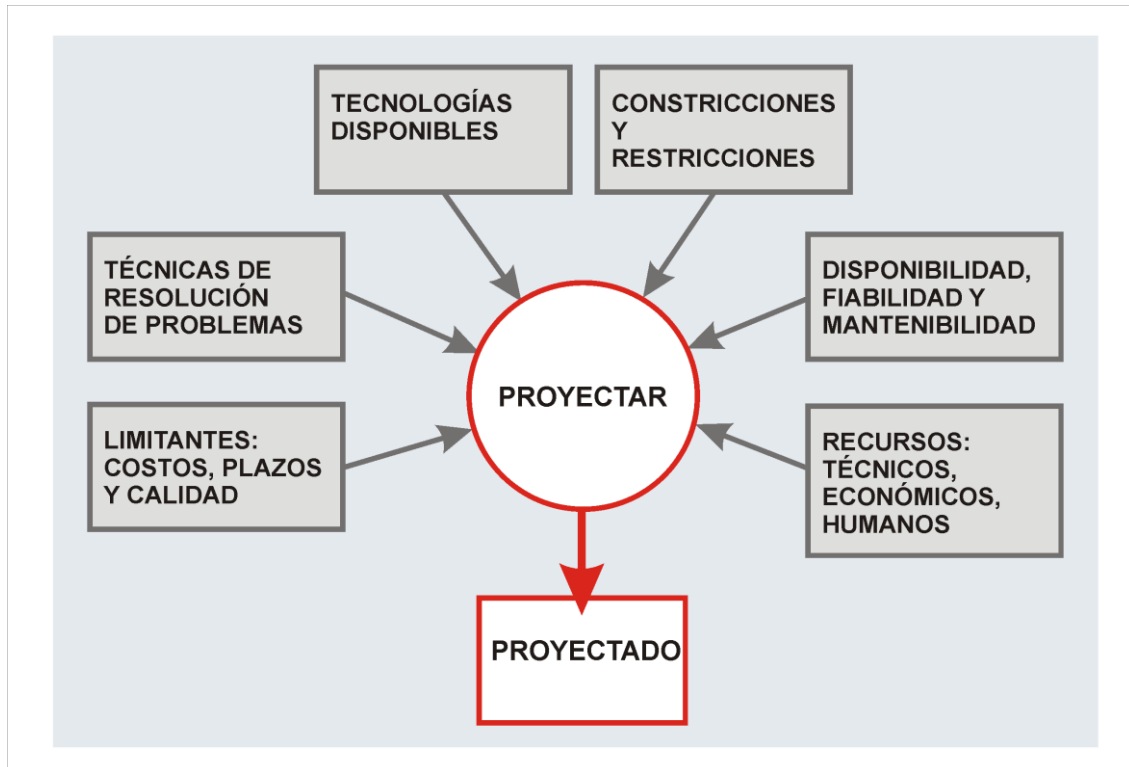 TECNOLOGÍAS
DISPONIBLES
CONSTRICCIONES
Y
RESTRICCIONES
TÉCNICAS DE
RESOLUCIÓN
DE PROBLEMAS
DISPONIBILIDAD,
FIABILIDAD Y
MANTENIBILIDAD
PROYECTAR
LIMITANTES:
COSTOS, PLAZOS
Y CALIDAD
RECURSOS:
TÉCNICOS,
ECONÓMICOS,
HUMANOS
PROYECTADO